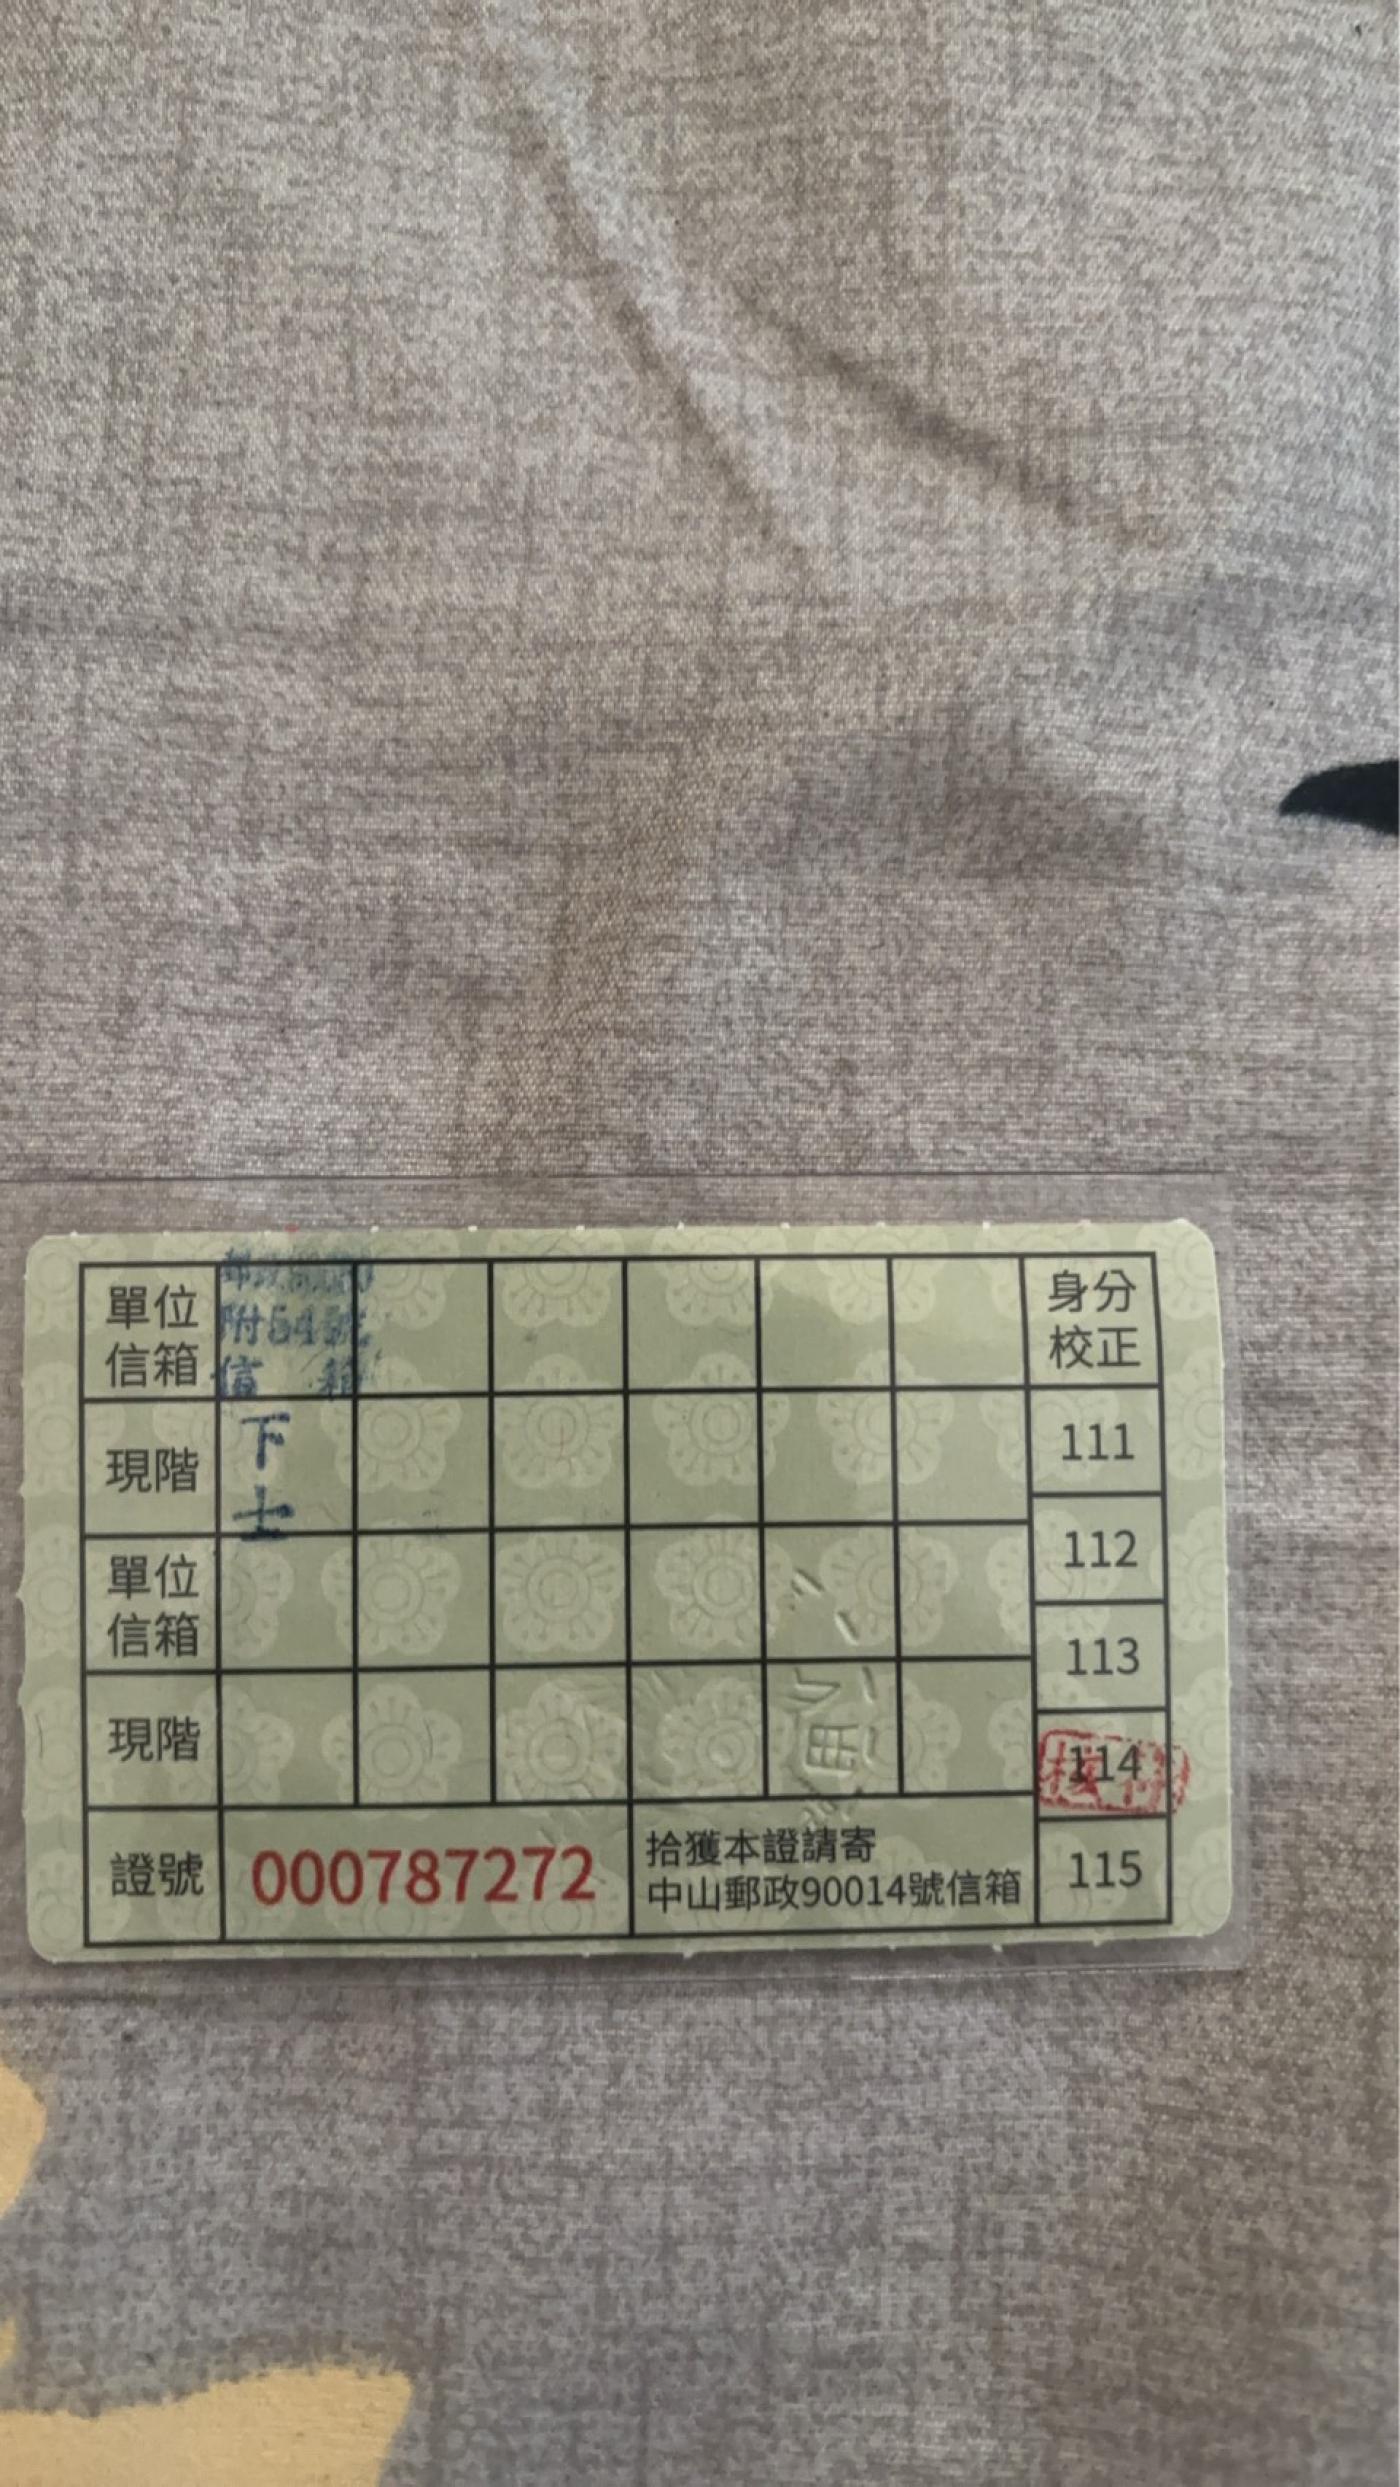 單位信箱
附54號
信 箱
身分校正
現階
下士
111
112
單位信箱
113
現階
114
證號
000787272
拾獲本證請寄
中山郵政90014號信箱
115